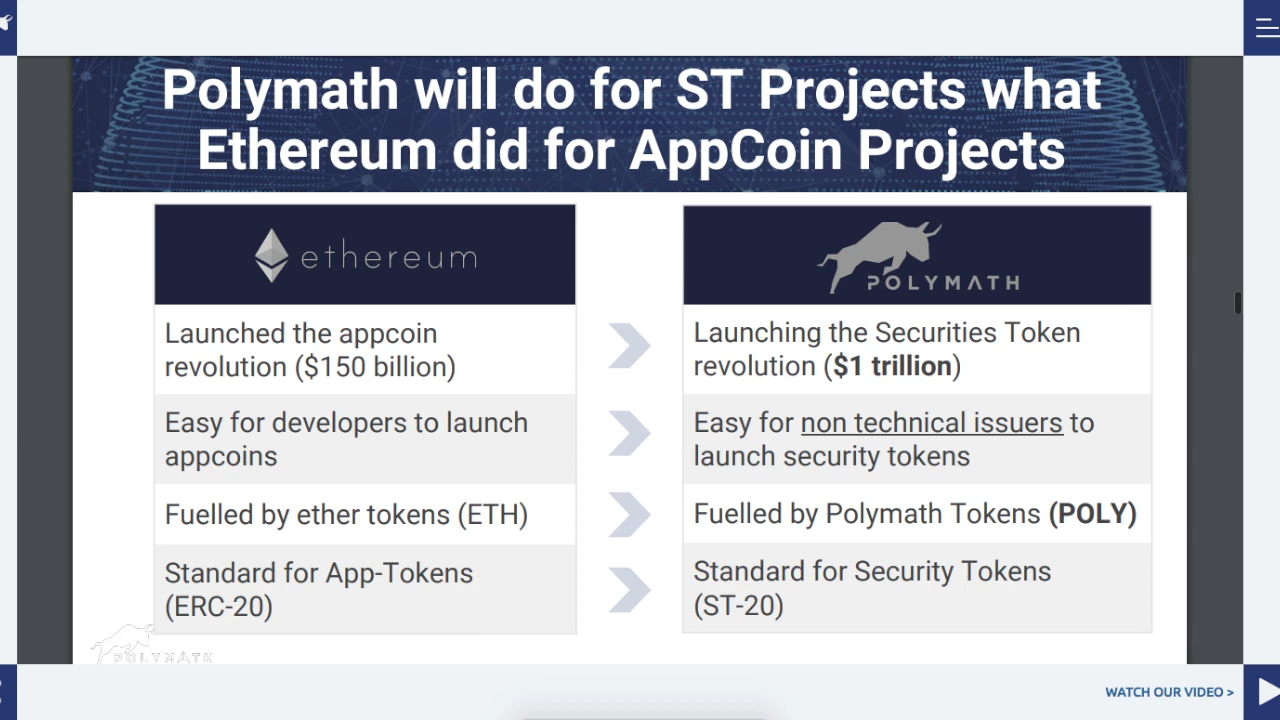 Polymath will do for ST Projects what
Ethereum did for AppCoin Projects
ethereum
POLYMATH
Launched the appcoin
revolution ($150 billion)
Launching the Securities Token
revolution ($1 trillion)
Easy for developers to launch
appcoins
Easy for non technical issuers to
launch security tokens
Fuelled by ether tokens (ETH)
Fuelled by Polymath Tokens (POLY)
Standard for App-Tokens
(ERC-20)
Standard for Security Tokens
(ST-20)
POLYMATH
WATCH OUR VIDEO >